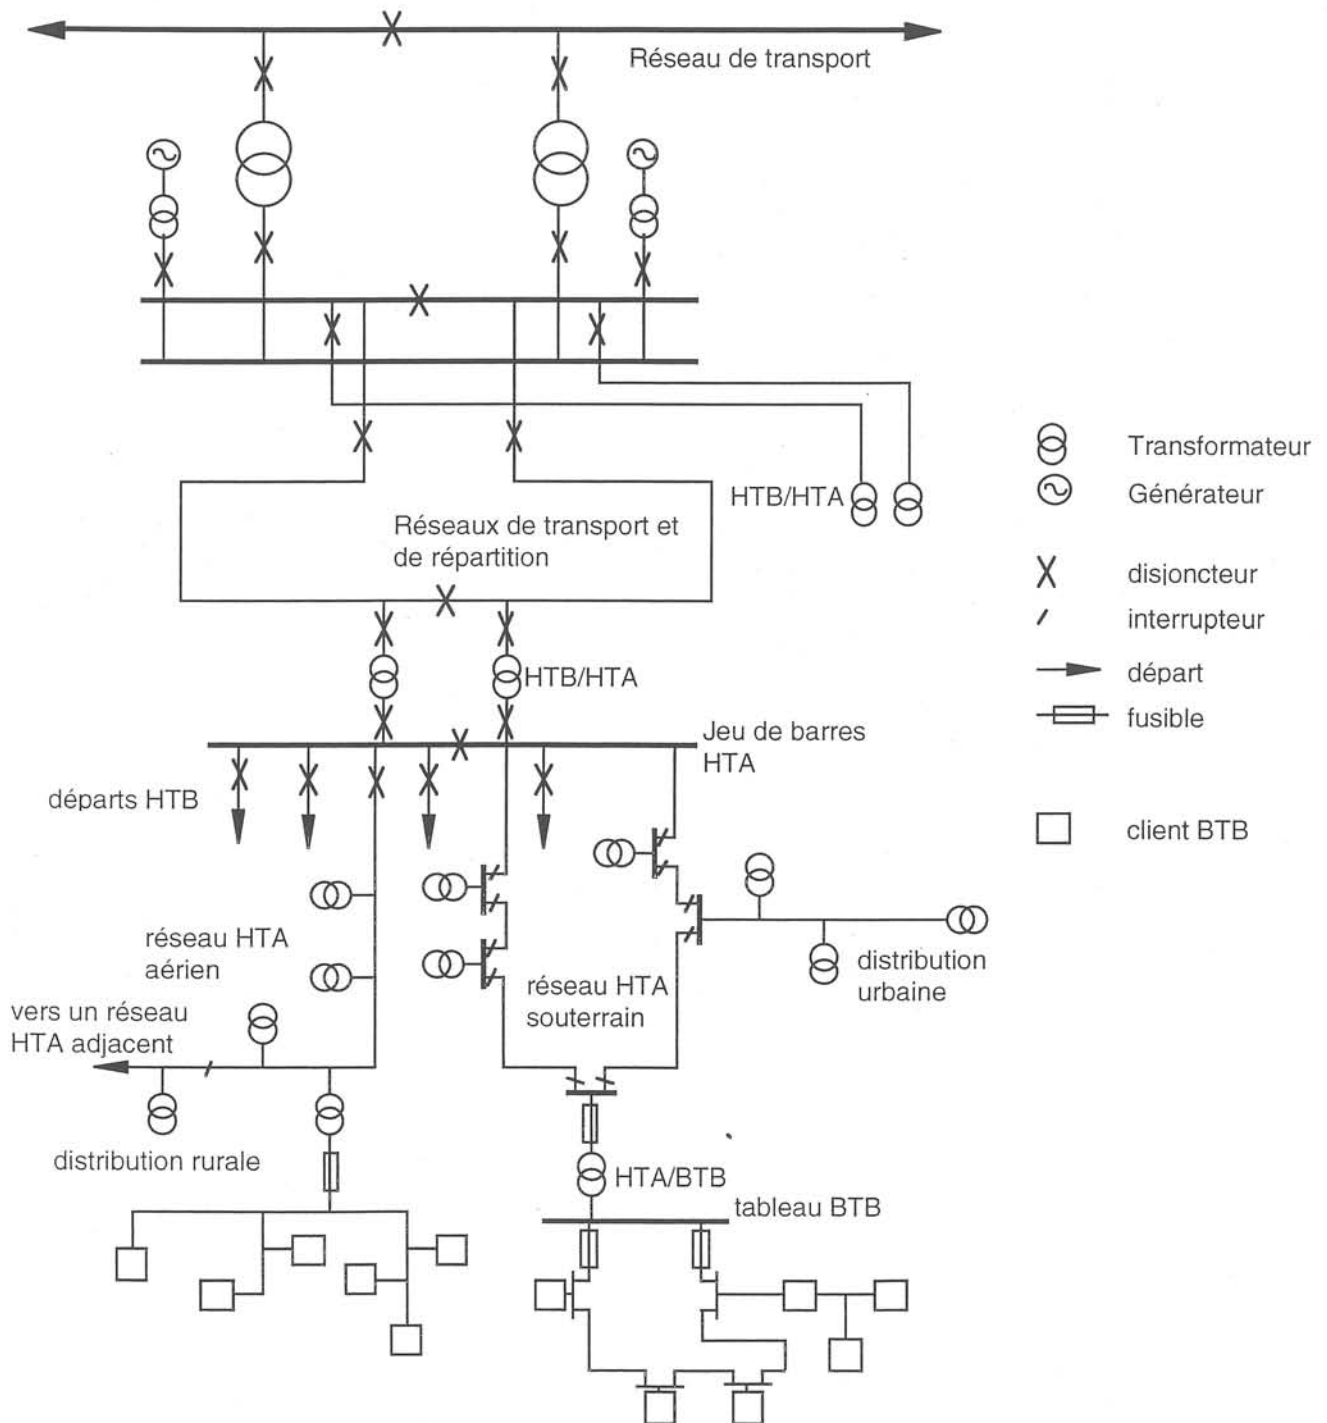 Réseau de transport
HTB/HTA
Réseaux de transport et
de répartition
HTB/HTA
Jeu de barres
HTA
départs HTB
réseau HTA
aérien
vers un réseau
HTA adjacent
réseau HTA
souterrain
distribution
urbaine
distribution rurale
HTA/BTB
tableau BTB
Transformateur
Générateur
disjoncteur
interrupteur
départ
fusible
client BTB